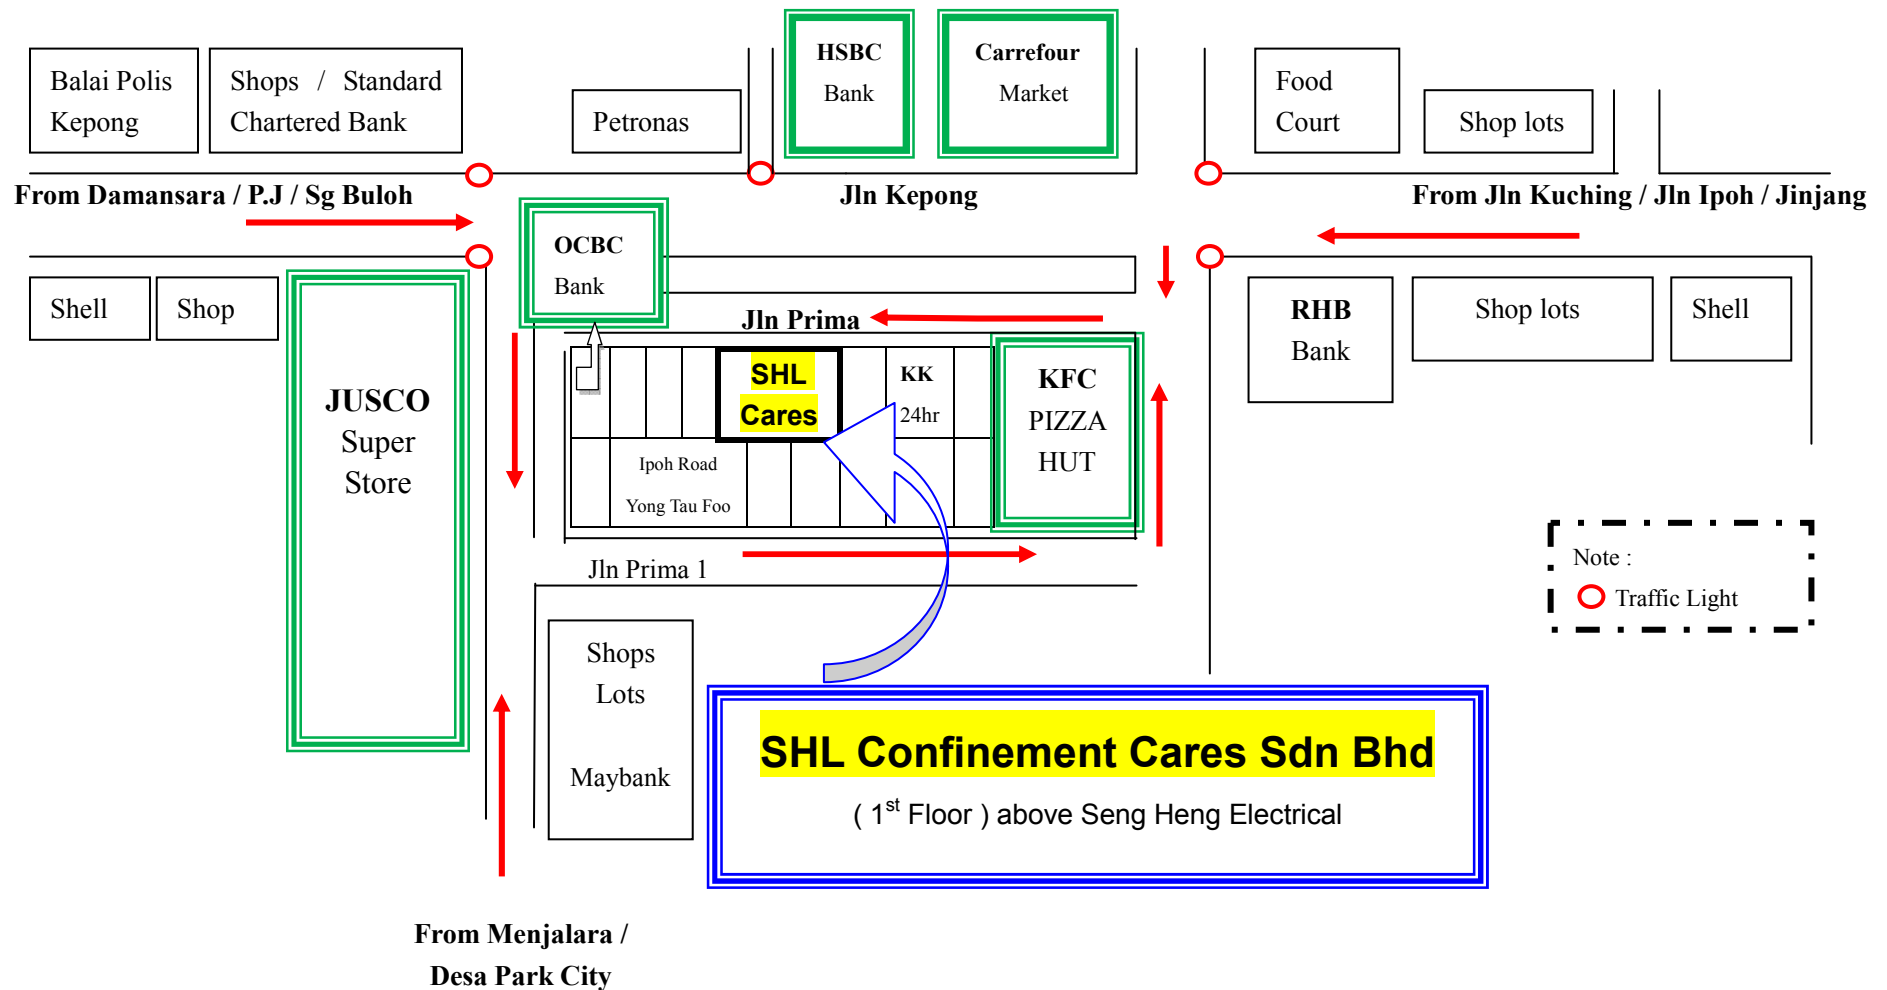 Balai Polis
Kepong
Shops / Standard
Chartered Bank
Petronas
HSBC
Bank
Carrefour
Market
Food
Court
Shop lots
From Damansara / P.J / Sg Buloh
Jln Kepong
From Jln Kuching / Jln Ipoh / Jinjang
OCBC
Bank
Shell
Shop
Jln Prima
RHB
Bank
Shop lots
Shell
JUSCO
Super
Store
SHL
Cares
KK
24hr
KFC
PIZZA
HUT
Ipoh Road
Yong Tau Foo
Jln Prima 1
Note :
Traffic Light
Shops
Lots
Maybank
SHL Confinement Cares Sdn Bhd
( 1st Floor ) above Seng Heng Electrical
From Menjalara /
Desa Park City